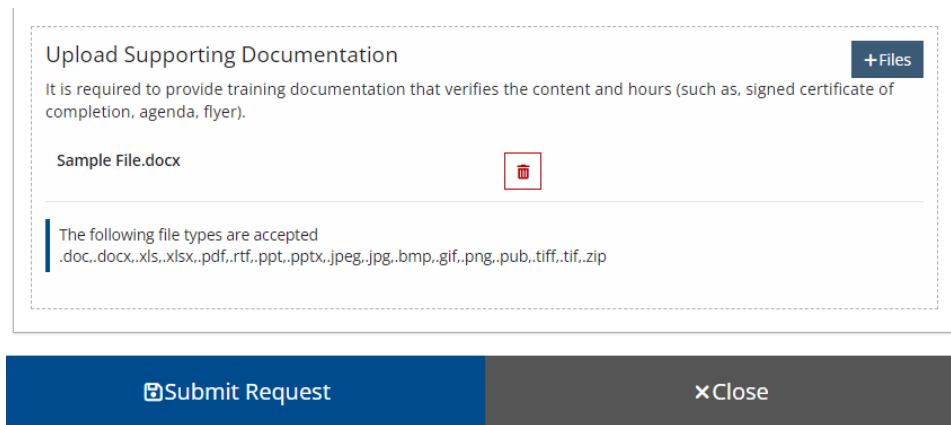 Upload Supporting Documentation
+Files
It is required to provide training documentation that verifies the content and hours (such as, signed certificate of
completion, agenda, flyer).
Sample File.docx
The following file types are accepted
.doc,.docx,.xls,.xlsx,.pdf,.rtf,.ppt,.pptx,.jpeg,.jpg,.bmp,.gif,.png,.pub,.tiff,.tif,.zip
Submit Request
×Close